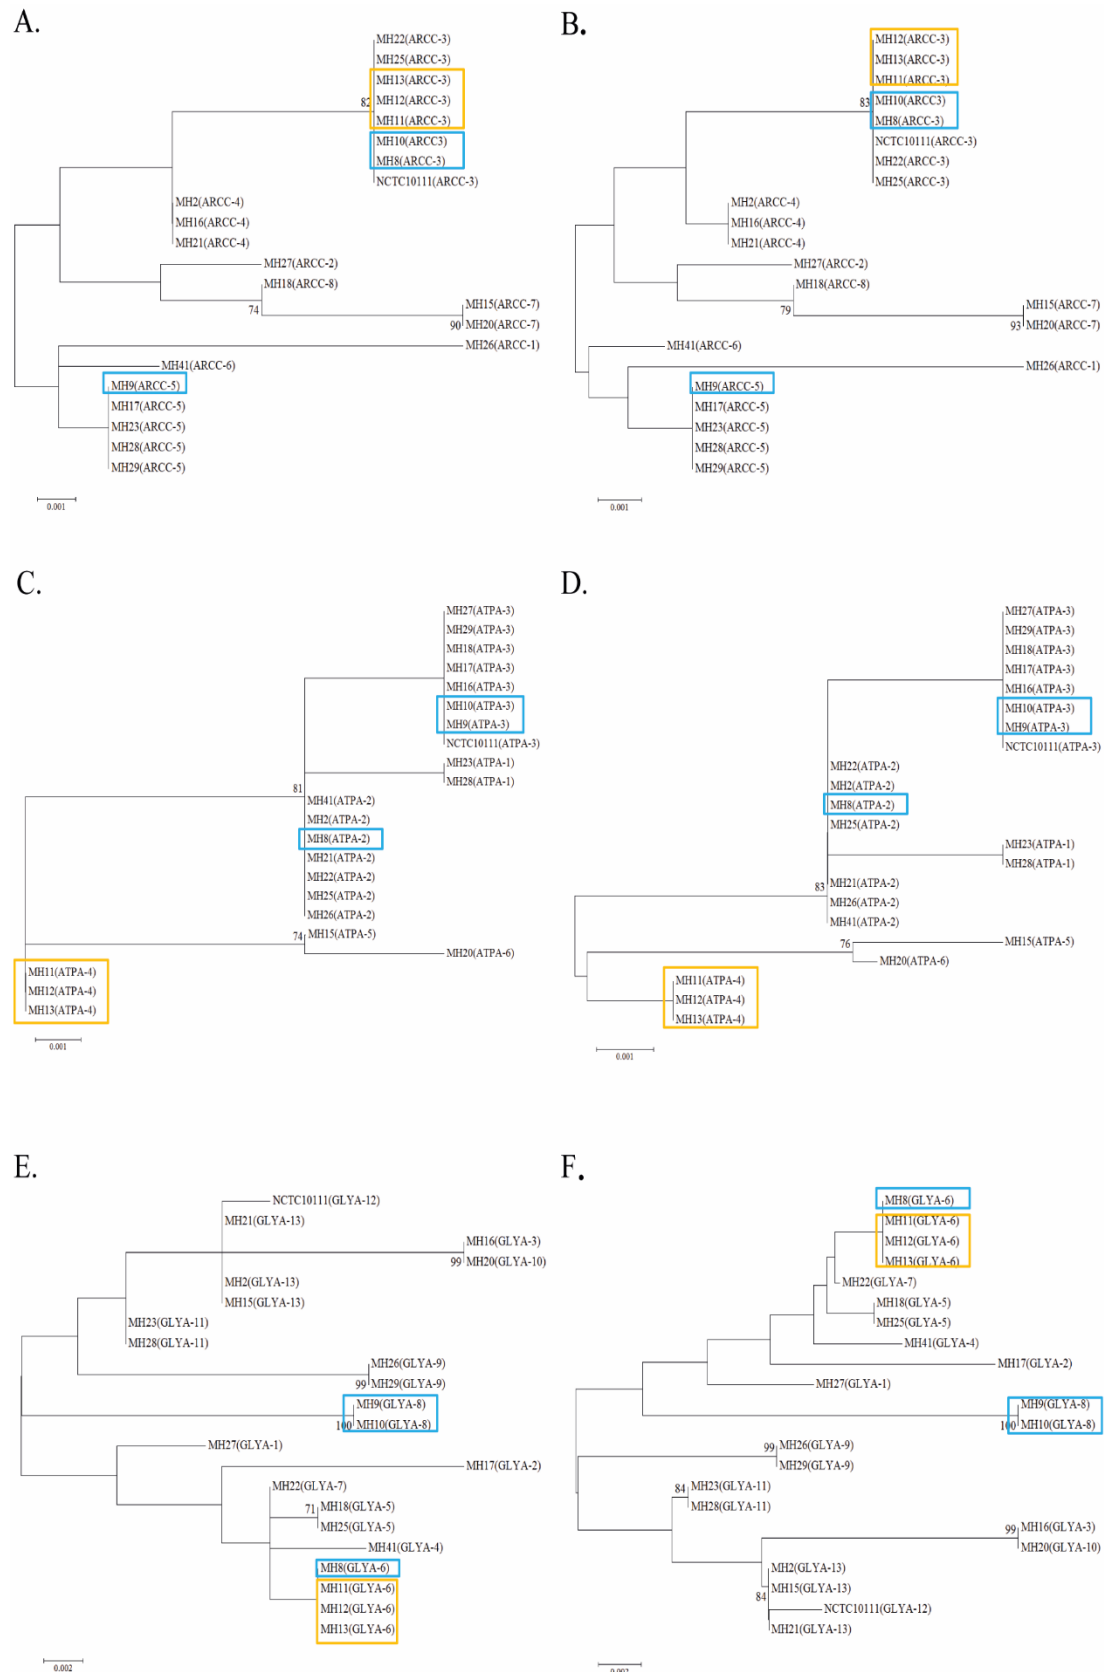 A.
MH22(ARCC-3)
MH25(ARCC-3)
MH13(ARCC-3)
82
MH12(ARCC-3)
MH11(ARCC-3)
MH10(ARCC3)
MH8(ARCC-3)
NCTC10111(ARCC-3)
MH2(ARCC-4)
MH16(ARCC-4)
MH21(ARCC-4)
MH27(ARCC-2)
MH18(ARCC-8)
74
MH15(ARCC-7)
90
MH20(ARCC-7)
MH26(ARCC-1)
MH41(ARCC-6)
MH9(ARCC-5)
MH17(ARCC-5)
MH23(ARCC-5)
MH28(ARCC-5)
MH29(ARCC-5)
0.001
B.
MH12(ARCC-3)
MH13(ARCC-3)
MH11(ARCC-3)
83
MH10(ARCC3)
MH8(ARCC-3)
NCTC10111(ARCC-3)
MH22(ARCC-3)
MH25(ARCC-3)
MH2(ARCC-4)
MH16(ARCC-4)
MH21(ARCC-4)
MH27(ARCC-2)
MH18(ARCC-8)
79
MH15(ARCC-7)
93
MH20(ARCC-7)
MH41(ARCC-6)
MH26(ARCC-1)
MH9(ARCC-5)
MH17(ARCC-5)
MH23(ARCC-5)
MH28(ARCC-5)
MH29(ARCC-5)
0.001
C.
MH27(ATPA-3)
MH29(ATPA-3)
MH18(ATPA-3)
MH17(ATPA-3)
MH16(ATPA-3)
MH10(ATPA-3)
MH9(ATPA-3)
NCTC10111(ATPA-3)
MH23(ATPA-1)
MH28(ATPA-1)
81
MH41(ATPA-2)
MH2(ATPA-2)
MH8(ATPA-2)
MH21(ATPA-2)
MH22(ATPA-2)
MH25(ATPA-2)
MH26(ATPA-2)
74
MH15(ATPA-5)
MH20(ATPA-6)
MH11(ATPA-4)
MH12(ATPA-4)
MH13(ATPA-4)
0.001
D.
MH27(ATPA-3)
MH29(ATPA-3)
MH18(ATPA-3)
MH17(ATPA-3)
MH16(ATPA-3)
MH10(ATPA-3)
MH9(ATPA-3)
NCTC10111(ATPA-3)
MH22(ATPA-2)
MH2(ATPA-2)
MH8(ATPA-2)
MH25(ATPA-2)
MH23(ATPA-1)
MH28(ATPA-1)
83
MH21(ATPA-2)
MH26(ATPA-2)
MH41(ATPA-2)
76
MH15(ATPA-5)
MH20(ATPA-6)
MH11(ATPA-4)
MH12(ATPA-4)
MH13(ATPA-4)
0.001
E.
NCTC10111(GLYA-12)
MH21(GLYA-13)
MH16(GLYA-3)
99
MH20(GLYA-10)
MH2(GLYA-13)
MH15(GLYA-13)
MH23(GLYA-11)
MH28(GLYA-11)
MH26(GLYA-9)
99
MH29(GLYA-9)
MH9(GLYA-8)
100
MH10(GLYA-8)
MH27(GLYA-1)
MH17(GLYA-2)
MH22(GLYA-7)
71
MH18(GLYA-5)
MH25(GLYA-5)
MH41(GLYA-4)
MH8(GLYA-6)
MH11(GLYA-6)
MH12(GLYA-6)
MH13(GLYA-6)
0.002
F.
MH8(GLYA-6)
MH11(GLYA-6)
MH12(GLYA-6)
MH13(GLYA-6)
MH22(GLYA-7)
MH18(GLYA-5)
MH25(GLYA-5)
MH41(GLYA-4)
MH17(GLYA-2)
MH27(GLYA-1)
MH9(GLYA-8)
100
MH10(GLYA-8)
99
MH26(GLYA-9)
MH29(GLYA-9)
84
MH23(GLYA-11)
MH28(GLYA-11)
99
MH16(GLYA-3)
MH20(GLYA-10)
MH2(GLYA-13)
MH15(GLYA-13)
84
NCTC10111(GLYA-12)
MH21(GLYA-13)
0.002